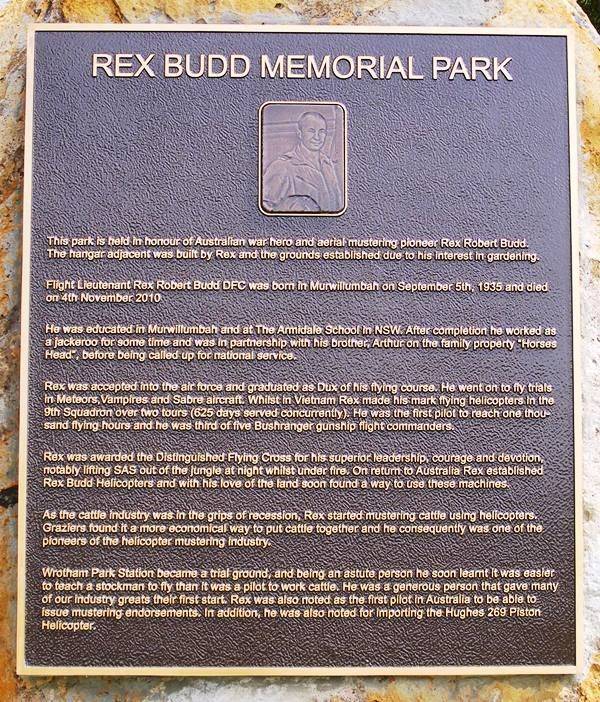 REX BUDD MEMORIAL PARK
This park is held in honour of Australian war hero and aerial mustering pioneer Rex Robert Budd.
The hangar adjacent was built by Rex and the grounds established due to his interest in gardening.
Flight Lieutenant Rex Robert Budd DFC was born in Murwillumbah on September 5th, 1935 and died
on 4th November 2010
He was educated in Murwillumbah and at The Armidale School in NSW. After completion he worked as
a jackeroo for some time and was in partnership with his brother, Arthur on the family property "Horses
Head", before being called up for national service.
Rex was accepted into the air force and graduated as Dux of his flying course. He went on to fly trials
in Meteors,Vampires and Sabre aircraft. Whilst in Vietnam Rex made his mark flying helicopters in the
9th Squadron over two tours (625 days served concurrently). He was the first pilot to reach one thou-
sand flying hours and he was third of five Bushranger gunship flight commanders.
Rex was awarded the Distinguished Flying Cross for his superior leadership, courage and devotion,
notably lifting SAS out of the jungle at night whilst under fire. On return to Australia Rex established
Rex Budd Helicopters and with his love of the land soon found a way to use these machines.
As the cattle industry was in the grips of recession, Rex started mustering cattle using helicopters.
Graziers found it a more economical way to put cattle together and he consequently was one of the
pioneers of the helicopter mustering industry.
Wrotham Park Station became a trial ground, and being an astute person he soon learnt it was easier
to teach a stockman to fly than it was a pilot to work cattle. He was a generous person that gave many
of our industry greats their first start. Rex was also noted as the first pilot in Australia to be able to
issue mustering endorsements. In addition, he was also noted for importing the Hughes 269 Piston
Helicopter.